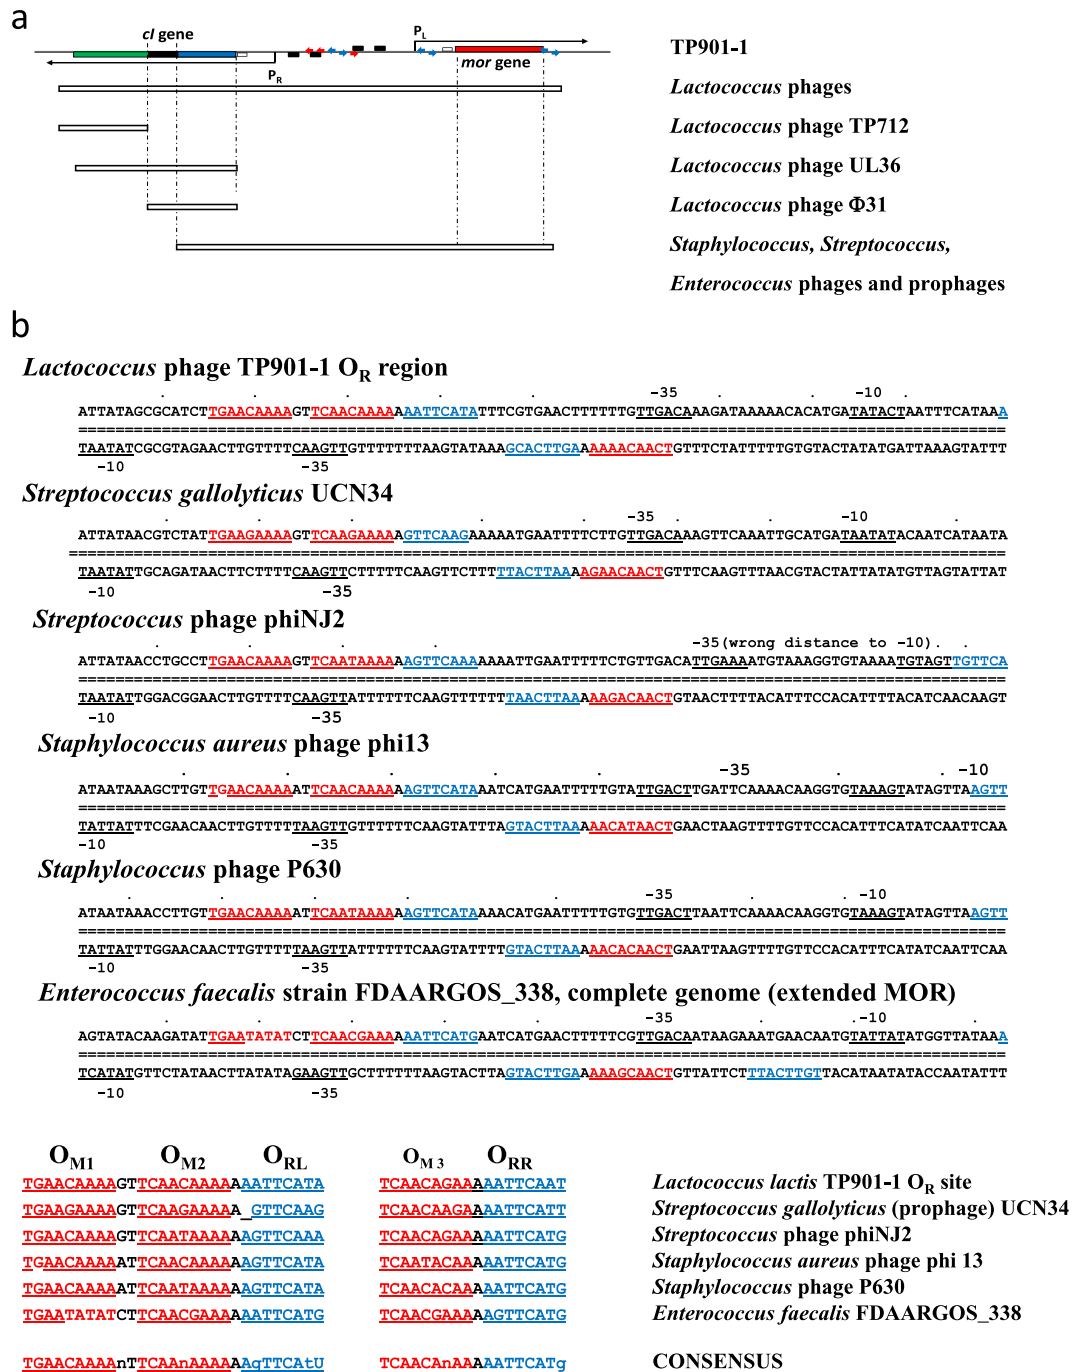 a
cI gene
PL
TP901-1
mor gene
PR
Lactococcus phages
Lactococcus phage TP712
Lactococcus phage UL36
Lactococcus phage Φ31
Staphylococcus, Streptococcus,
Enterococcus phages and prophages
b
Lactococcus phage TP901-1 OR region
-35 -10
ATTATAGCGCATCTTGAACAAAAGTTCAACAAAAAAATTCATATTTCGTGAACTTTTTTGTTGACAAAGATAAAAACACATGATATACTAATTTCATAAA
TAATATCGCGTAGAACTTGTTTTCAAGTTGTTTTTTTAAGTATAAAGCACTTGAAAAAACAACTGTTTCTATTTTTGTGTACTATATGATTAAAGTATTT
-10 -35
Streptococcus gallolyticus UCN34
-35 -10
ATTATAACGTCTATTGAAGAAAAGTTCAAGAAAAAGTTCAAGAAAAATGAATTTTCTTGTTGACAAAGTTCAAATTGCATGATAATATACAATCATAATA
TAATATTGCAGATAACTTCTTTTCAAGTTCTTTTTCAAGTTCTTTTTACTTAAAAGAACAACTGTTTCAAGTTTAACGTACTATTATATGTTAGTATTAT
-10 -35
Streptococcus phage phiNJ2
-35(wrong distance to -10)
ATTATAACCTGCCTTGAACAAAAGTTCAATAAAAAAGTTCAAAAAAATTGAATTTTTCTGTTGACATTGAAAATGTAAAGGTGTAAAATGTAGTTGTTCA
TAATATTGGACGGAACTTGTTTTCAAGTTATTTTTTCAAGTTTTTTTAACTTAAAAAGACAACTGTAACTTTTACATTTCCACATTTTACATCAACAAGT
-10 -35
Staphylococcus aureus phage phi13
-35 -10
ATAATAAAGCTTGTTGAACAAAAATTCAACAAAAAAGTTCATAAATCATGAATTTTTGTATTGACTTGATTCAAAACAAGGTGTAAAGTATAGTTAAGTT
TATTATTTCGAACAACTTGTTTTTAAGTTGTTTTTTCAAGTATTTAGTACTTAAAAACATAACTGAACTAAGTTTTGTTCCACATTTCATATCAATTCAA
-10 -35
Staphylococcus phage P630
-35 -10
ATAATAAACCTTGTTGAACAAAAATTCAATAAAAAAGTTCATAAAACATGAATTTTTGTGTTGACTTAATTCAAAACAAGGTGTAAAGTATAGTTAAGTT
TATTATTTGGAACAACTTGTTTTTAAGTTATTTTTTCAAGTATTTTGTACTTAAAAACACAACTGAATTAAGTTTTGTTCCACATTTCATATCAATTCAA
-10 -35
Enterococcus faecalis strain FDAARGOS_338, complete genome (extended MOR)
-35 -10
AGTATACAAGATATTGAATATATCTTCAACGAAAAAATTCATGAATCATGAACTTTTTCGTTGACAATAAGAAATGAACAATGTATTATATGGTTATAAA
TCATATGTTCTATAACTTATATAGAAGTTGCTTTTTTAAGTACTTAGTACTTGAAAAAGCAACTGTTATTCTTTACTTGTTACATAATATACCAATATTT
-10 -35
OM1 OM2 ORL OM3 ORR
TGAACAAAAGTTCAACAAAAAAATTCATA TCAACAGAAAAATTCAAT Lactococcus lactis TP901-1 OR site
TGAAGAAAAGTTCAAGAAAAA_GTTCAAG TCAACAAGAAAATTCATT Streptococcus gallolyticus (prophage) UCN34
TGAACAAAAGTTCAATAAAAAAGTTCAAA TCAACAGAAAAATTCATG Streptococcus phage phiNJ2
TGAACAAAAATTCAACAAAAAAGTTCATA TCAATACAAAAATTCATG Staphylococcus aureus phage phi 13
TGAACAAAAATTCAATAAAAAAGTTCATA TCAACACAAAAATTCATG Staphylococcus phage P630
TGAATATATCTTCAACGAAAAAATTCATG TCAACGAAAAAGTTCATG Enterococcus faecalis FDAARGOS_338
TGAACAAAAnTTCAAnAAAAAAgTTCAtU TCAACAnAAAAATTCATg CONSENSUS